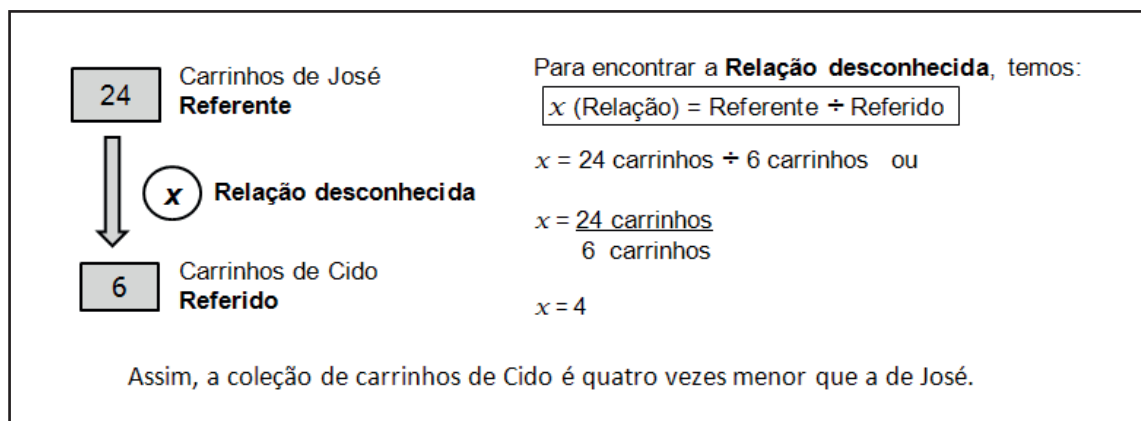 24
Carrinhos de José
Referente
x
Relação desconhecida
6
Carrinhos de Cido
Referido
Para encontrar a Relação desconhecida, temos:
x (Relação) = Referente ÷ Referido
x = 24 carrinhos ÷ 6 carrinhos ou
x = 24 carrinhos
6 carrinhos
x = 4
Assim, a coleção de carrinhos de Cido é quatro vezes menor que a de José.